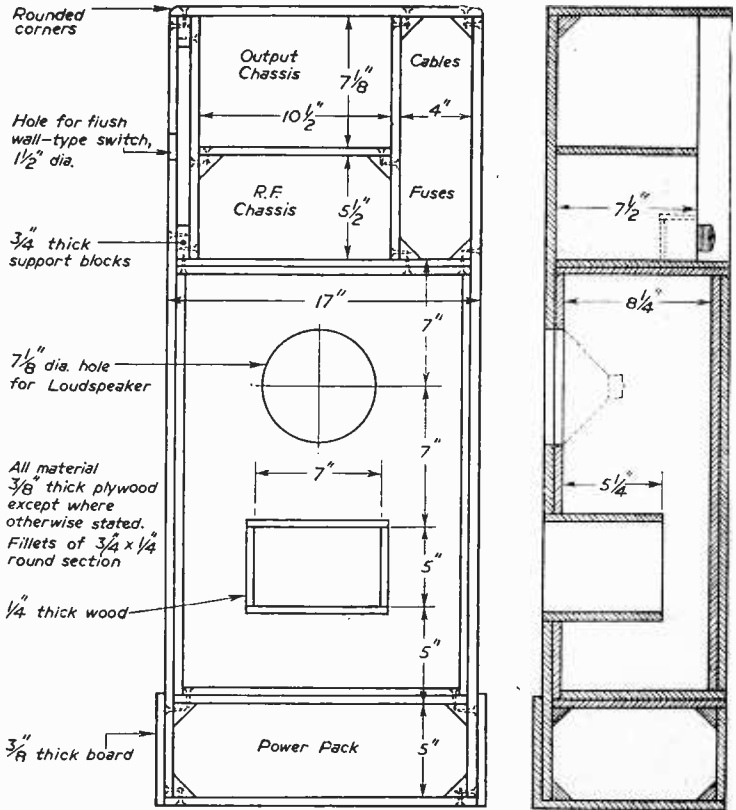 Rounded
corners
Output
Chassis
7 1/8"
Cables
10 1/2"
4"
Hole for flush
wall-type switch,
1 1/2" dia.
R.F.
Chassis
5 1/2"
Fuses
7 1/2"
3/4" thick
support blocks
17"
8 1/4"
7"
7 1/8" dia. hole
for Loudspeaker
7"
7"
5 1/4"
All material
3/8" thick plywood
except where
otherwise stated.
Fillets of 3/4" x 1/4"
round section
5"
1/4" thick wood
5"
3/8" thick board
Power Pack
5"